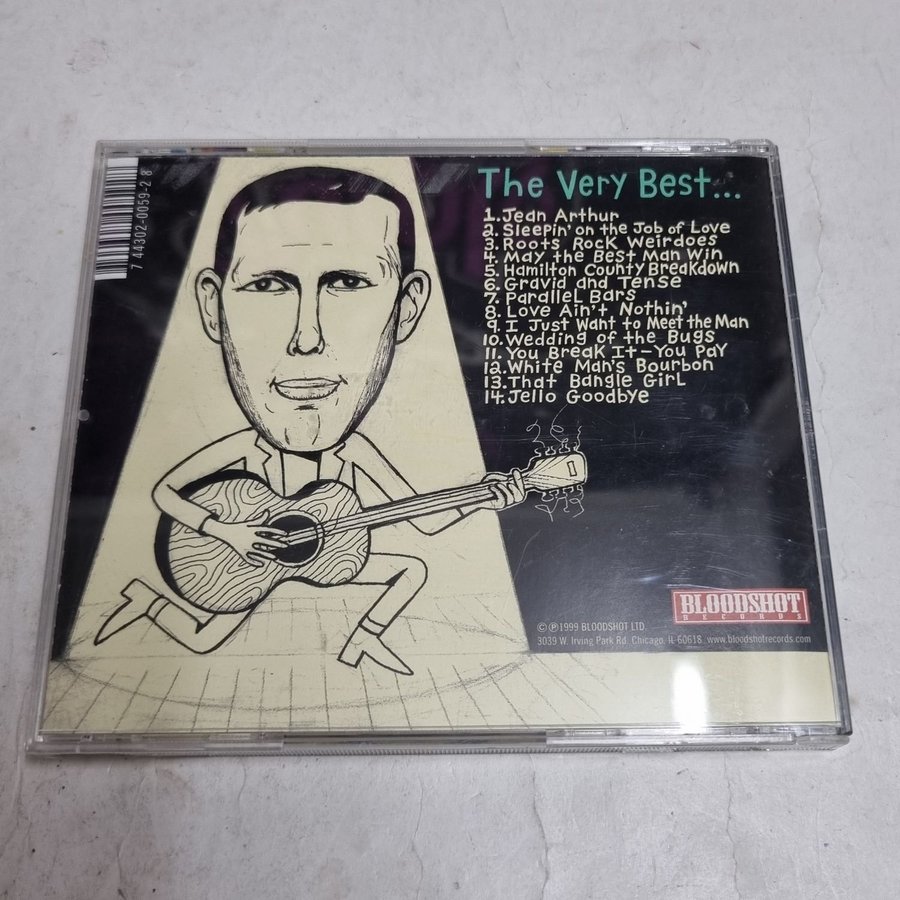 7 44302-0059-2 8
The Very Best...
1. Jean Arthur
2. Sleepin' on the Job of Love
3. Roots Rock Weirdoes
4. May the Best Man Win
5. Hamilton County Breakdown
6. Gravid and Tense
7. Parallel Bars
8. Love Ain't Nothin'
9. I Just Want to Meet the Man
10. Wedding of the Bugs
11. You Break It—You Pay
12. White Man's Bourbon
13. That Bangle Girl
14. Jello Goodbye
BLOODSHOT
RECORDS
© ℗ 1999 BLOODSHOT LTD.
3039 W. Irving Park Rd. Chicago, IL 60618 www.bloodshotrecords.com